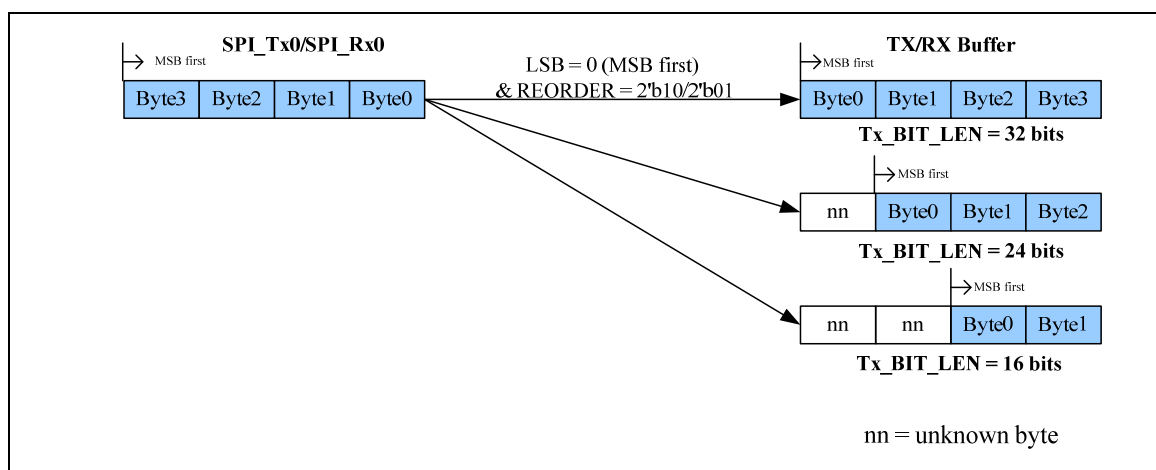 SPI_Tx0/SPI_Rx0
MSB first
Byte3 Byte2 Byte1 Byte0
LSB = 0 (MSB first)
& REORDER = 2'b10/2'b01
TX/RX Buffer
MSB first
Byte0 Byte1 Byte2 Byte3
Tx_BIT_LEN = 32 bits
MSB first
nn Byte0 Byte1 Byte2
Tx_BIT_LEN = 24 bits
MSB first
nn nn Byte0 Byte1
Tx_BIT_LEN = 16 bits
nn = unknown byte